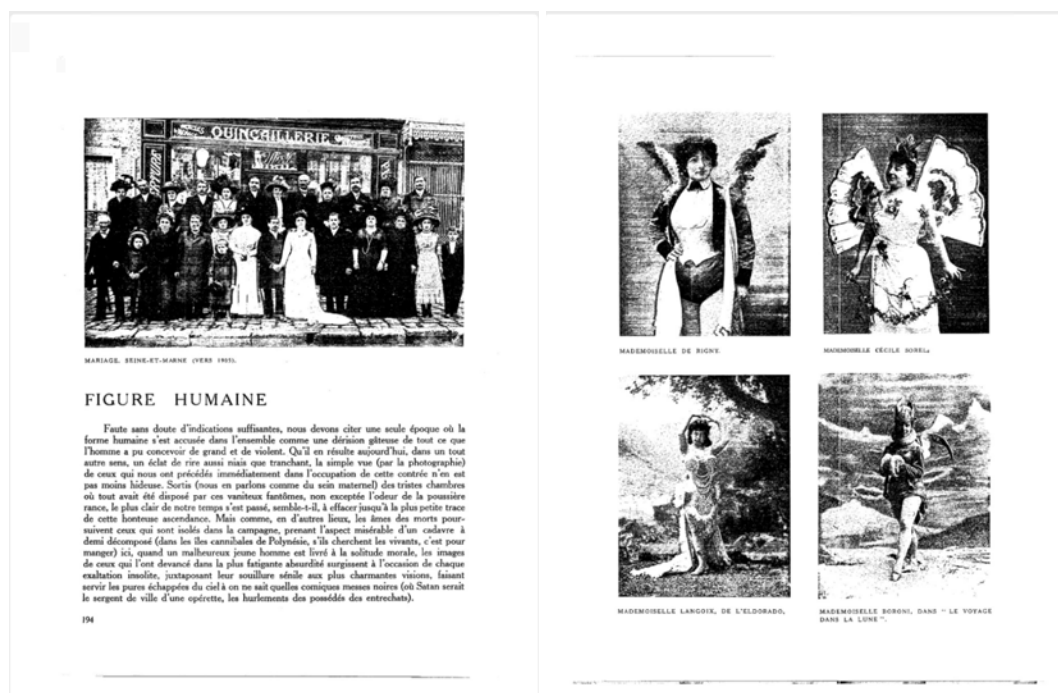 QUINCAILLERIE
MARIAGE. SEINE-ET-MARNE (VERS 1905).
FIGURE HUMAINE
Faute sans doute d'indications suffisantes, nous devons citer une seule époque où la
forme humaine s'est accusée dans l'ensemble comme une dérision gâteuse de tout ce que
l'homme a pu concevoir de grand et de violent. Qu'il en résulte aujourd'hui, dans un tout
autre sens, un éclat de rire aussi niais que tranchant, la simple vue (par la photographie)
de ceux qui nous ont précédés immédiatement dans l'occupation de cette contrée n'en est
pas moins hideuse. Sortis (nous en parlons comme du sein maternel) des tristes chambres
où tout avait été disposé par ces vaniteux fantômes, non exceptée l'odeur de la poussière
rance, le plus clair de notre temps s'est passé, semble-t-il, à effacer jusqu'à la plus petite trace
de cette honteuse ascendance. Mais comme, en d'autres lieux, les âmes des morts pour-
suivent ceux qui sont isolés dans la campagne, prenant l'aspect misérable d'un cadavre à
demi décomposé (dans les îles cannibales de Polynésie, s'ils cherchent les vivants, c'est pour
manger) ici, quand un malheureux jeune homme est livré à la solitude morale, les images
de ceux qui l'ont devancé dans la plus fatigante absurdité surgissent à l'occasion de chaque
exaltation insolite, juxtaposant leur souillure sénile aux plus charmantes visions, faisant
servir les pures échappées du ciel à on ne sait quelles comiques messes noires (où Satan serait
le sergent de ville d'une opérette, les hurlements des possédés des entrechats).
194
MADEMOISELLE DE RIGNY.
MADEMOISELLE CÉCILE SOREL.
MADEMOISELLE LANGOIX, DE L'ELDORADO.
MADEMOISELLE BORONI, DANS " LE VOYAGE
DANS LA LUNE ".